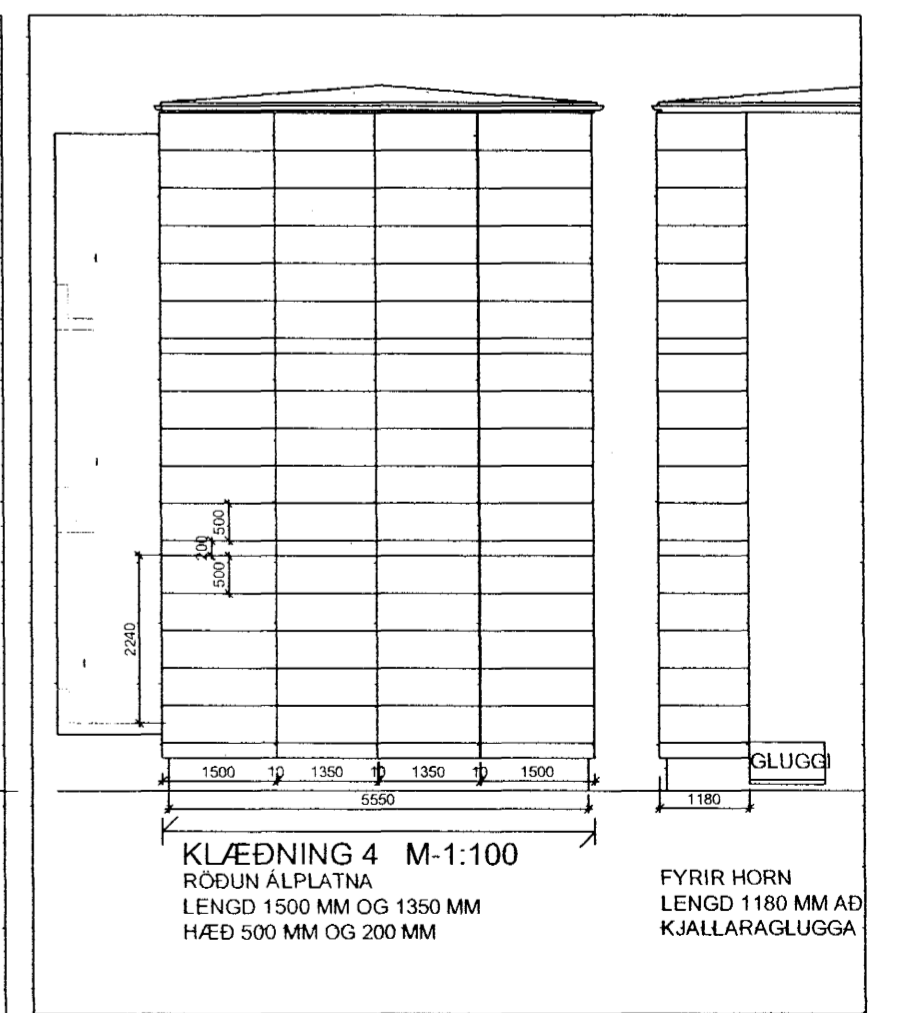 500
200
500
2240
GLUGGI
1500 10 1350 10 1350 10 1500
5550
1180
KLÆÐNING 4 M-1:100
RÖÐUN ÁLPLATNA
LENGD 1500 MM OG 1350 MM
HÆÐ 500 MM OG 200 MM
FYRIR HORN
LENGD 1180 MM AÐ
KJALLARAGLUGGA